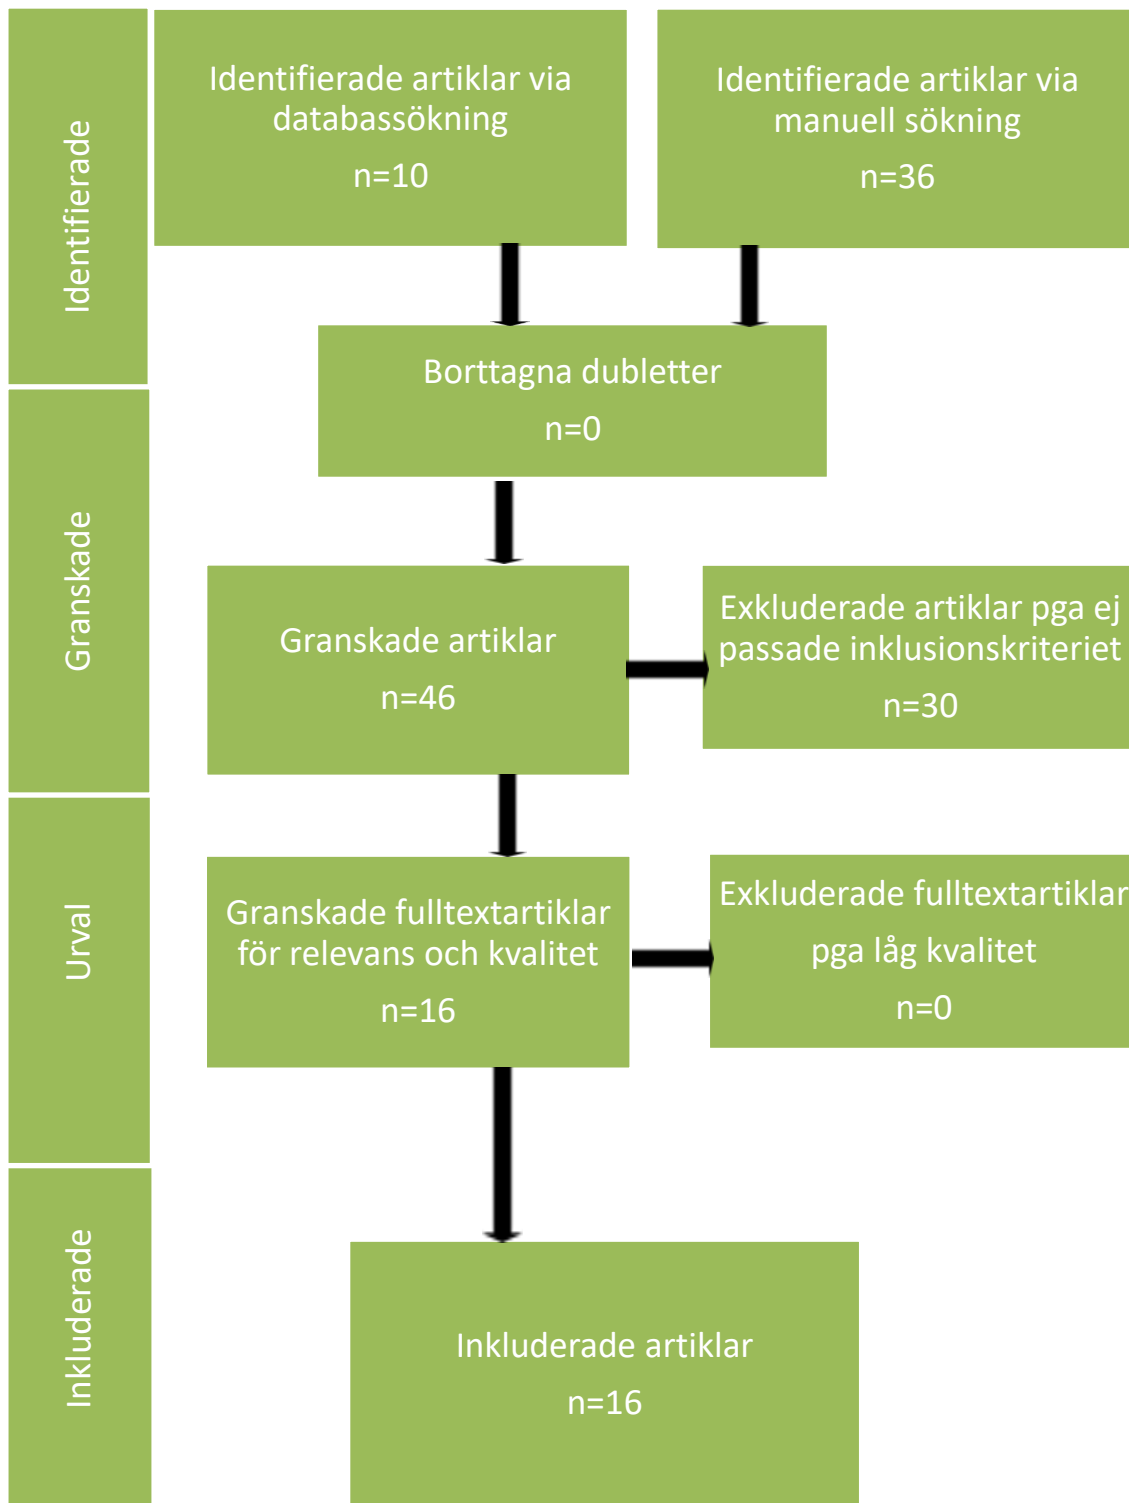 Identifierade
Identifierade artiklar via
databassökning
n=10
Identifierade artiklar via
manuell sökning
n=36
Borttagna dubletter
n=0
Granskade
Granskade artiklar
n=46
Exkluderade artiklar pga ej
passade inklusionskriteriet
n=30
Urval
Granskade fulltextartiklar
för relevans och kvalitet
n=16
Exkluderade fulltextartiklar
pga låg kvalitet
n=0
Inkluderade
Inkluderade artiklar
n=16